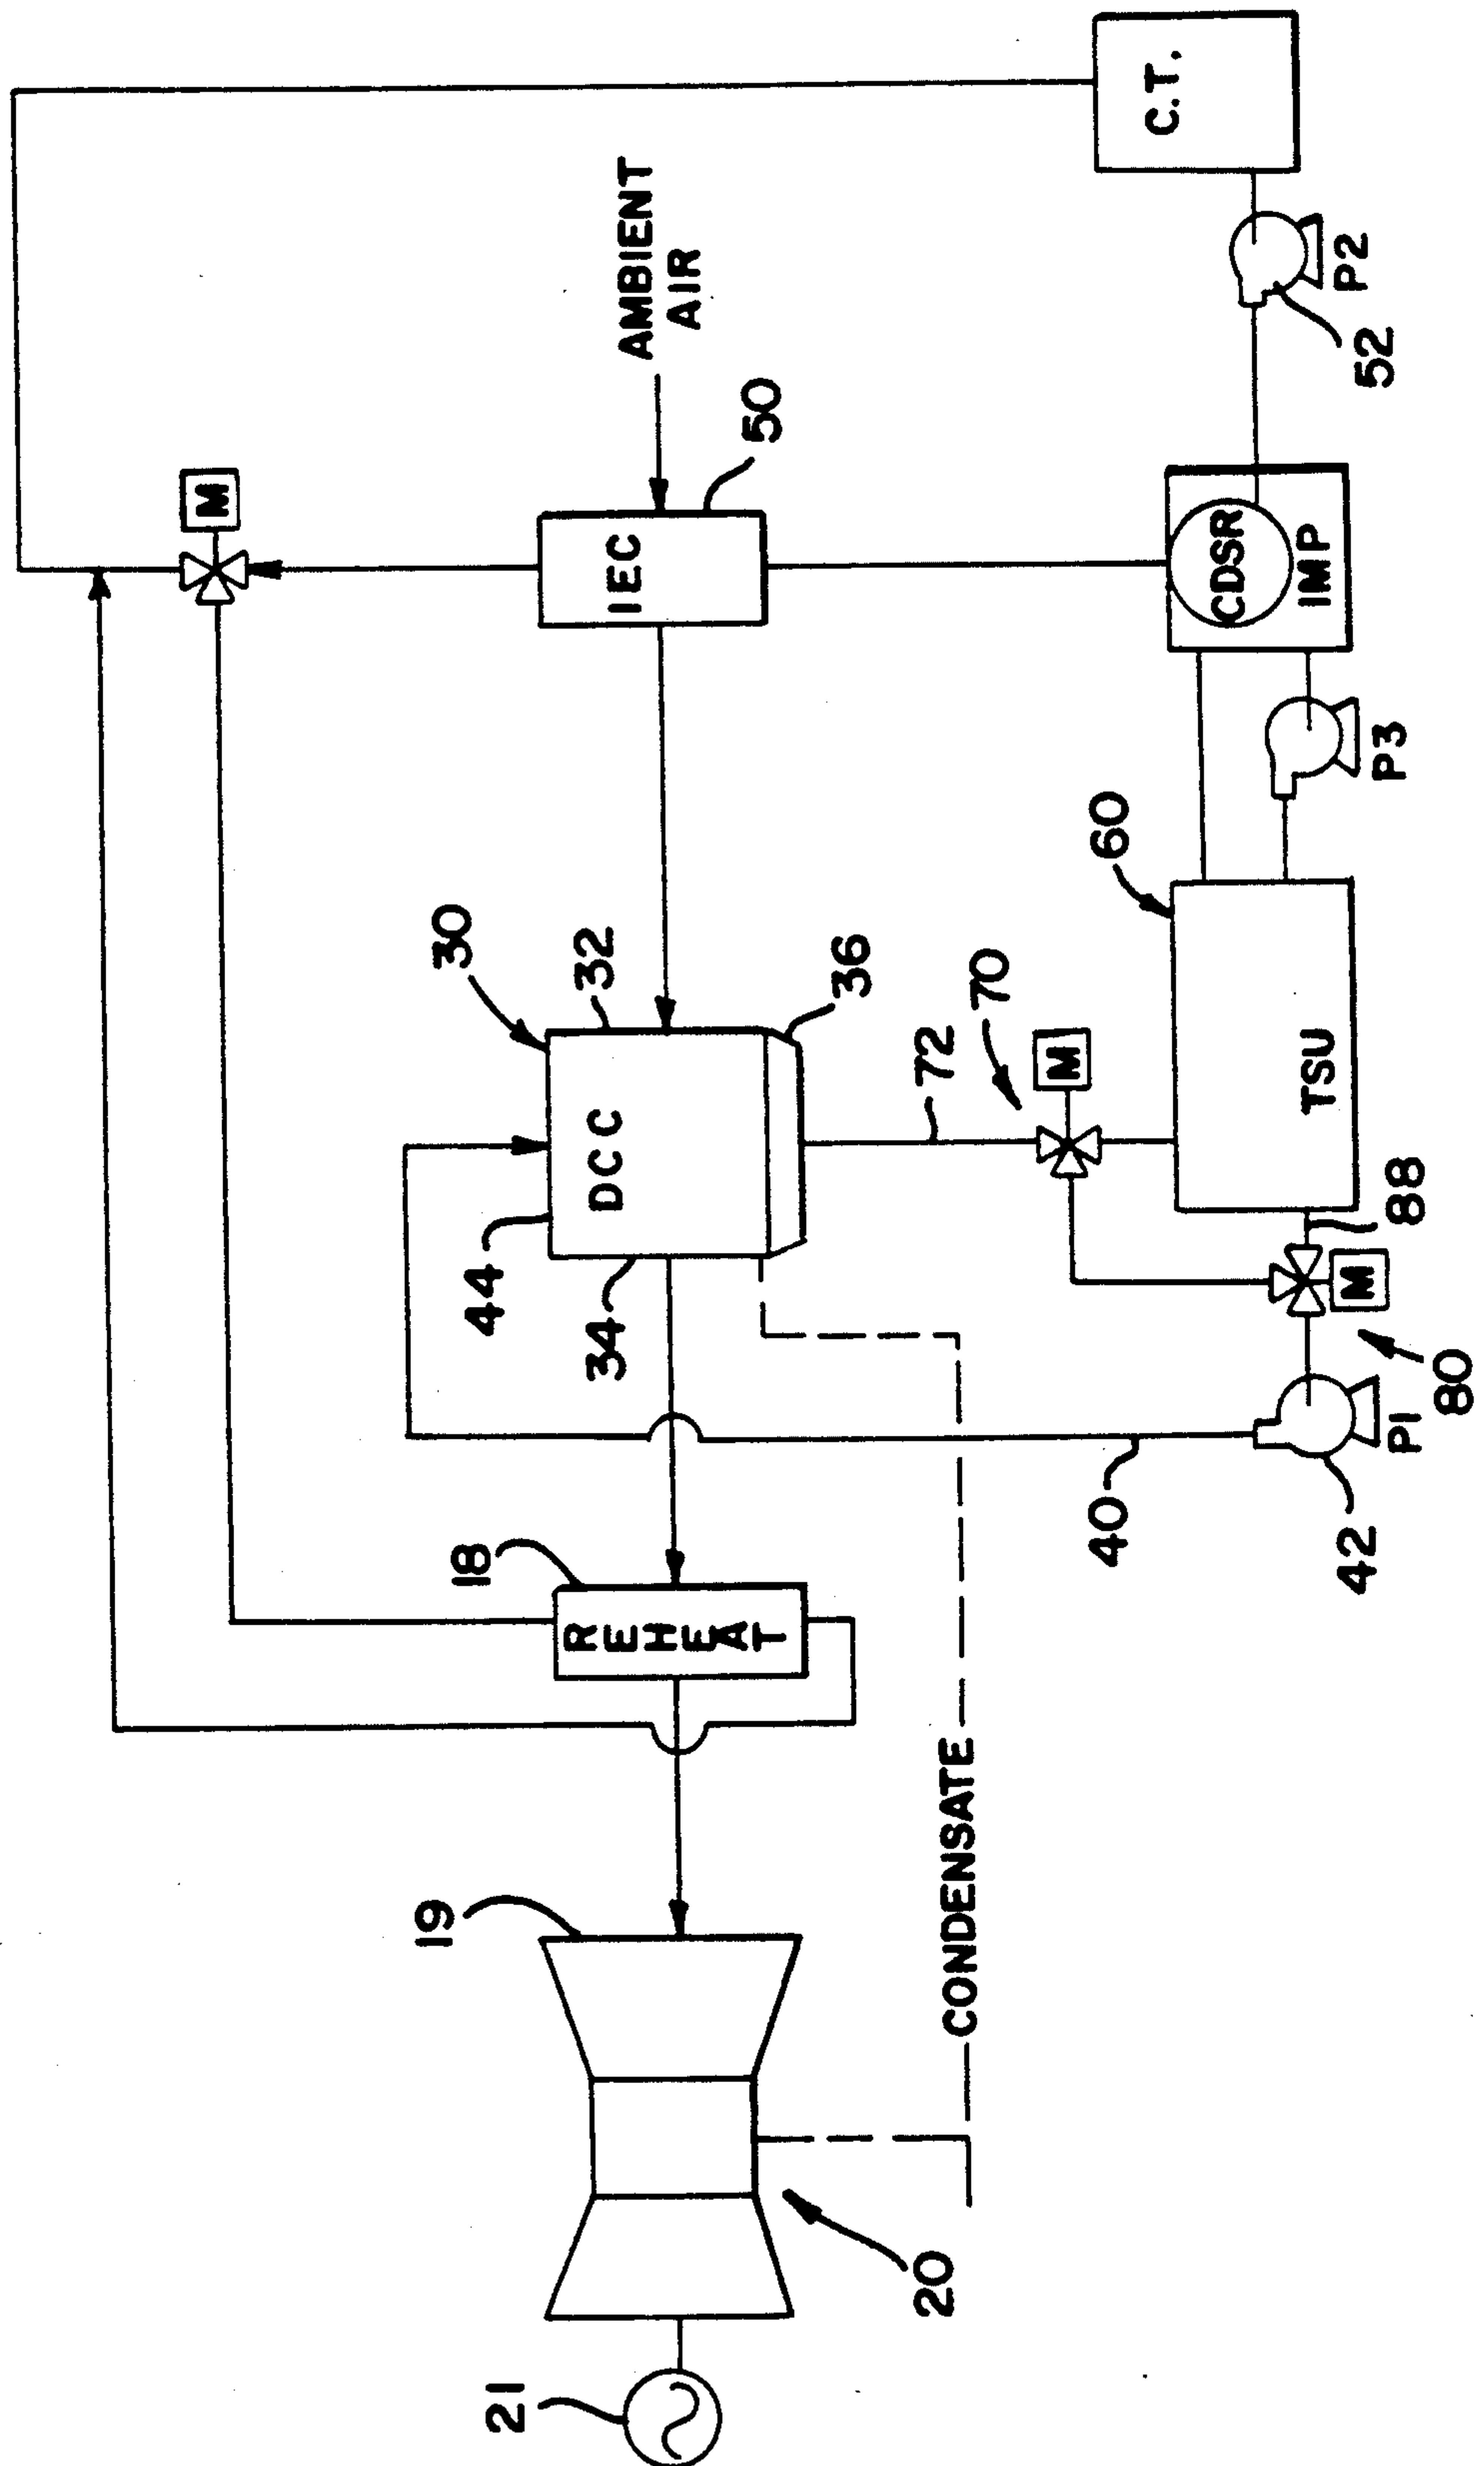 C.T.
M
AMBIENT
AIR
50
IEC
P2
52
CDSR
IMP
P3
60
30
32
36
DCC
72
70
M
TSU
88
44
34
M
80
P1
42
40
18
REHEAT
19
CONDENSATE
20
21